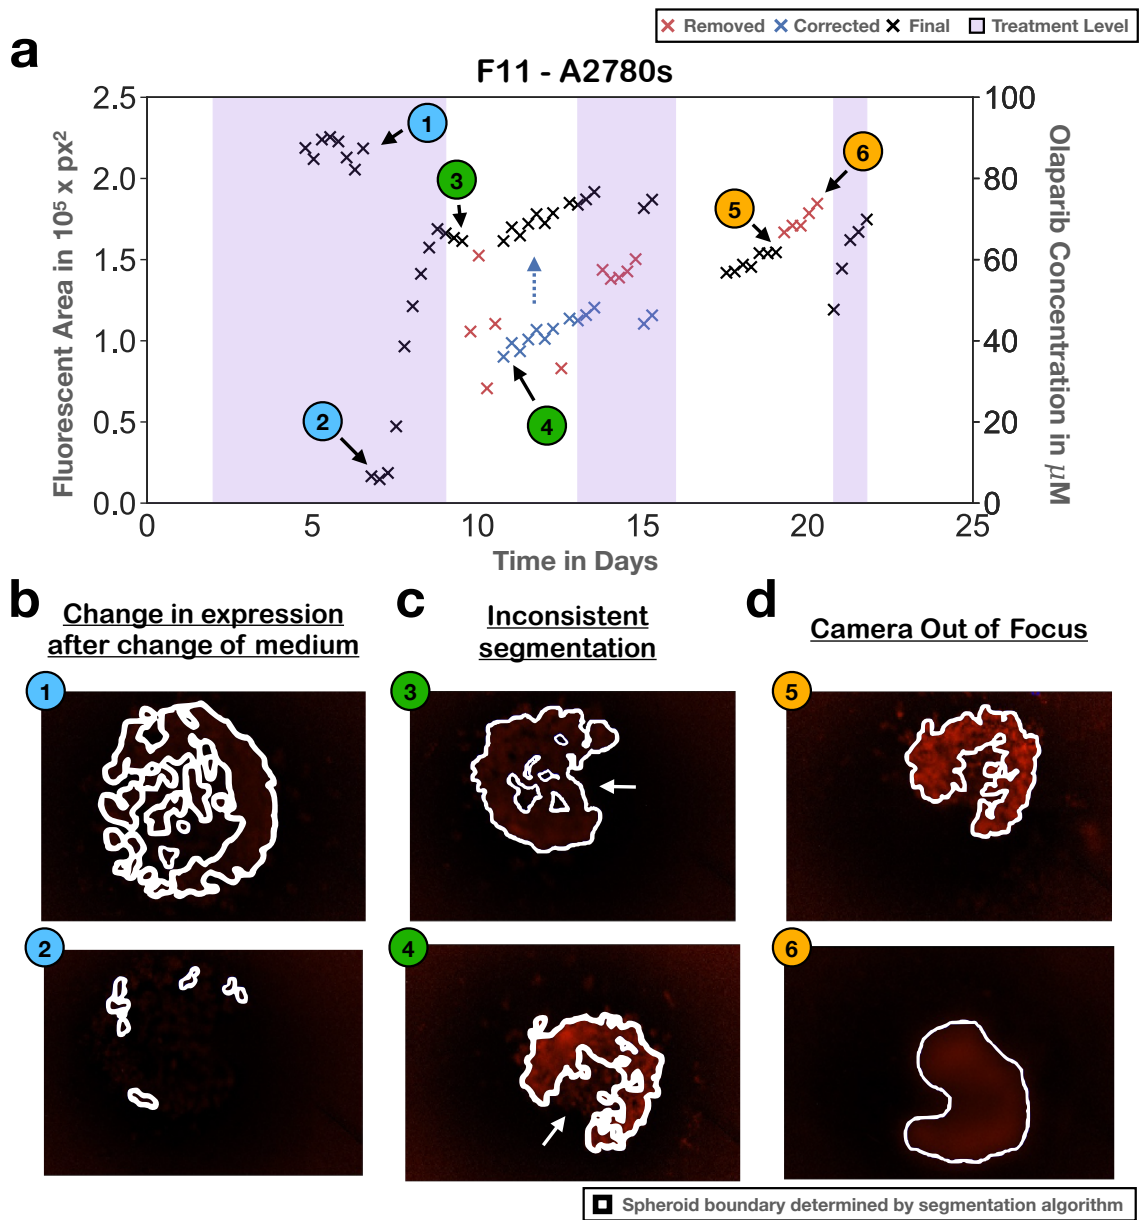 Removed Corrected Final Treatment Level
a
F11 - A2780s
2.5
2.0
1.5
1.0
0.5
0.0
Fluorescent Area in 10⁵ x px²
100
80
60
40
20
0
Olaparib Concentration in μM
1
2
3
4
5
6
0 5 10 15 20 25
Time in Days
b
Change in expression
after change of medium
1
2
c
Inconsistent
segmentation
3
4
d
Camera Out of Focus
5
6
Spheroid boundary determined by segmentation algorithm